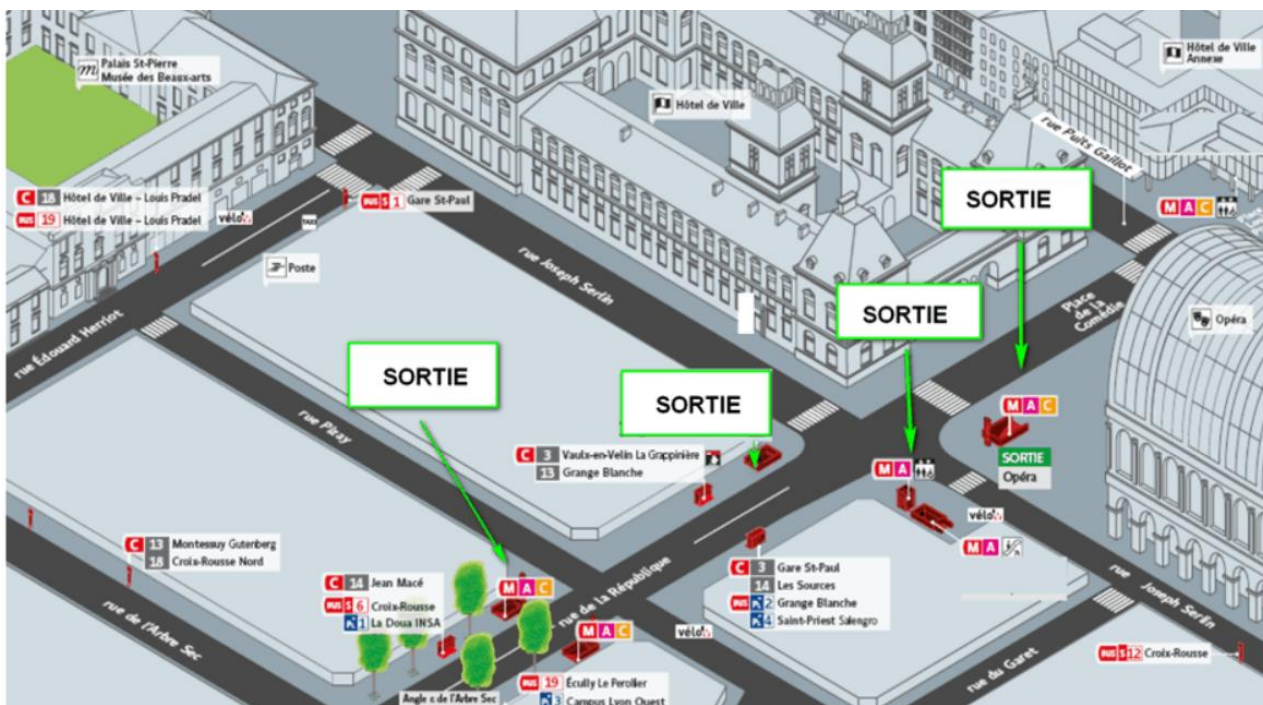 Palais St-Pierre
Musée des Beaux-arts
Hôtel de Ville
Hôtel de Ville
Annexe
rue Puits Gaillot
C 18 Hôtel de Ville – Louis Pradel
BUS 19 Hôtel de Ville – Louis Pradel
vélo'v
TAXI
BUS S 1 Gare St-Paul
SORTIE
M A C
Poste
rue Joseph Serlin
SORTIE
Place
de la
Comédie
Opéra
rue Édouard Herriot
SORTIE
SORTIE
rue Pizay
M A C
C 3 Vaulx-en-Velin La Grappinière
13 Grange Blanche
SORTIE
Opéra
M A
vélo'v
M A
C 13 Montessuy Gutenberg
18 Croix-Rousse Nord
rue de l'Arbre Sec
C 14 Jean Macé
BUS S 6 Croix-Rousse
1 La Doua INSA
M A C
rue de la République
C 3 Gare St-Paul
14 Les Sources
BUS 2 Grange Blanche
4 Saint-Priest Salengro
rue Joseph Serlin
vélo'v
M A C
BUS S 12 Croix-Rousse
rue du Garet
Angle de l'Arbre Sec
BUS 19 Écully Le Perollier
3 Campus Lyon Ouest